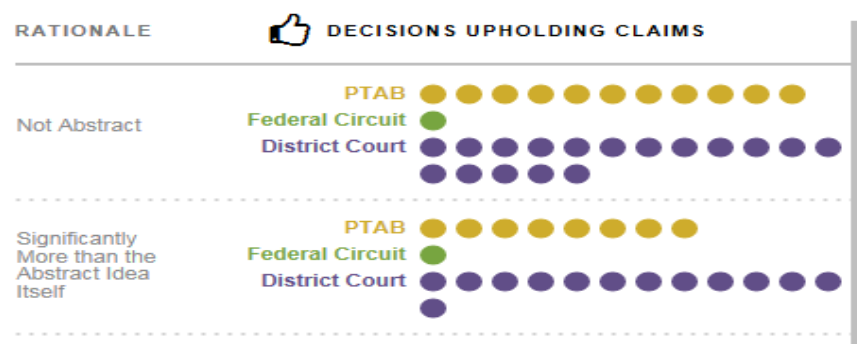 RATIONALE DECISIONS UPHOLDING CLAIMS
PTAB
Not Abstract Federal Circuit
District Court
PTAB
Significantly
More than the Federal Circuit
Abstract Idea District Court
Itself